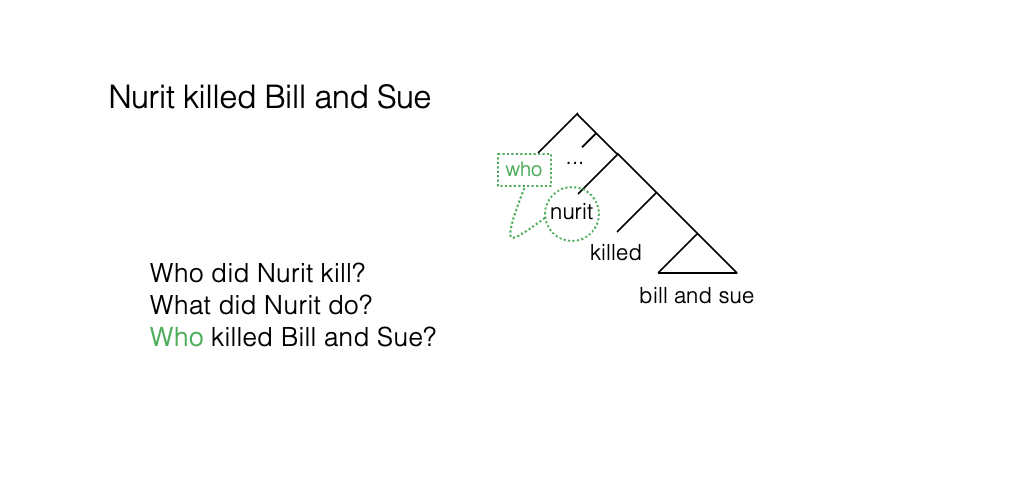 Nurit killed Bill and Sue
who
...
nurit
killed
bill and sue
Who did Nurit kill?
What did Nurit do?
Who killed Bill and Sue?